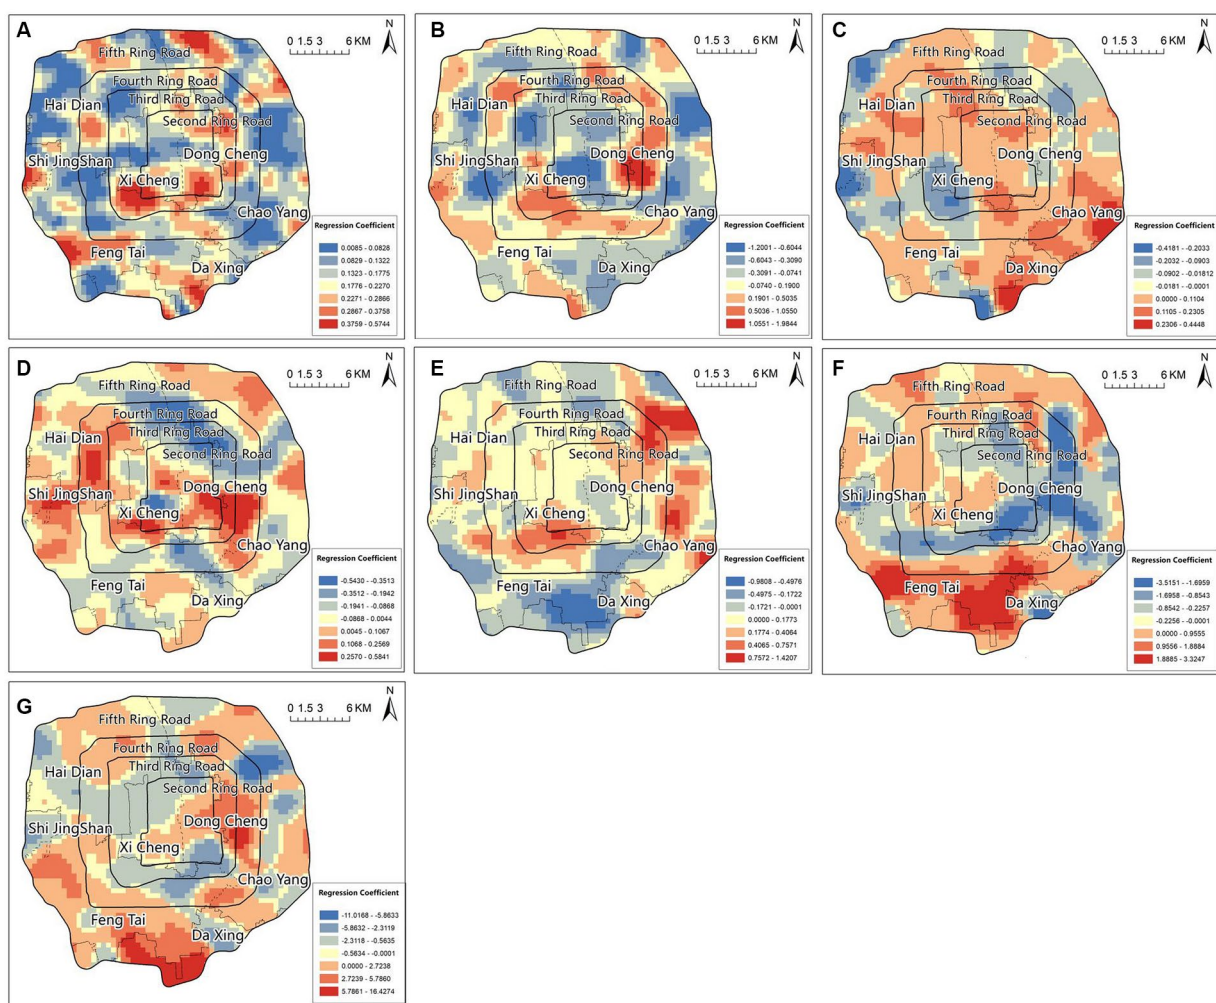 A
N
0 1.5 3 6 KM
Fifth Ring Road
Fourth Ring Road
Third Ring Road
Second Ring Road
Hai Dian
Shi JingShan
Dong Cheng
Xi Cheng
Chao Yang
Feng Tai
Da Xing
Regression Coefficient
0.0085 - 0.0828
0.0829 - 0.1322
0.1323 - 0.1775
0.1776 - 0.2270
0.2271 - 0.2866
0.2867 - 0.3758
0.3759 - 0.5744
B
N
0 1.5 3 6 KM
Fifth Ring Road
Fourth Ring Road
Third Ring Road
Second Ring Road
Hai Dian
Shi JingShan
Dong Cheng
Xi Cheng
Chao Yang
Feng Tai
Da Xing
Regression Coefficient
-1.2001 - -0.6044
-0.6043 - -0.3090
-0.3091 - -0.0741
-0.0740 - 0.1900
0.1901 - 0.5035
0.5036 - 1.0550
1.0551 - 1.9844
C
N
0 1.5 3 6 KM
Fifth Ring Road
Fourth Ring Road
Third Ring Road
Second Ring Road
Hai Dian
Shi JingShan
Dong Cheng
Xi Cheng
Chao Yang
Feng Tai
Da Xing
Regression Coefficient
-0.4181 - -0.2033
-0.2032 - -0.0903
-0.0902 - -0.01812
-0.0181 - -0.0001
0.0000 - 0.1104
0.1105 - 0.2305
0.2306 - 0.4448
D
N
0 1.5 3 6 KM
Fifth Ring Road
Fourth Ring Road
Third Ring Road
Second Ring Road
Hai Dian
Shi JingShan
Dong Cheng
Xi Cheng
Chao Yang
Feng Tai
Da Xing
Regression Coefficient
-0.5430 - -0.3513
-0.3512 - -0.1942
-0.1941 - -0.0868
-0.0868 - 0.0044
0.0045 - 0.1067
0.1068 - 0.2569
0.2570 - 0.5841
E
N
0 1.5 3 6 KM
Fifth Ring Road
Fourth Ring Road
Third Ring Road
Second Ring Road
Hai Dian
Shi JingShan
Dong Cheng
Xi Cheng
Chao Yang
Feng Tai
Da Xing
Regression Coefficient
-0.9808 - -0.4976
-0.4975 - -0.1722
-0.1721 - -0.0001
0.0000 - 0.1773
0.1774 - 0.4064
0.4065 - 0.7571
0.7572 - 1.4207
F
N
0 1.5 3 6 KM
Fifth Ring Road
Fourth Ring Road
Third Ring Road
Second Ring Road
Hai Dian
Shi JingShan
Dong Cheng
Xi Cheng
Chao Yang
Feng Tai
Da Xing
Regression Coefficient
-3.5151 - -1.6959
-1.6958 - -0.8543
-0.8542 - -0.2257
-0.2256 - -0.0001
0.0000 - 0.9555
0.9556 - 1.8884
1.8885 - 3.3247
G
N
0 1.5 3 6 KM
Fifth Ring Road
Fourth Ring Road
Third Ring Road
Second Ring Road
Hai Dian
Shi JingShan
Dong Cheng
Xi Cheng
Chao Yang
Feng Tai
Da Xing
Regression Coefficient
-11.0168 - -5.8633
-5.8632 - -2.3119
-2.3118 - -0.5635
-0.5634 - -0.0001
0.0000 - 2.7238
2.7239 - 5.7860
5.7861 - 16.4274